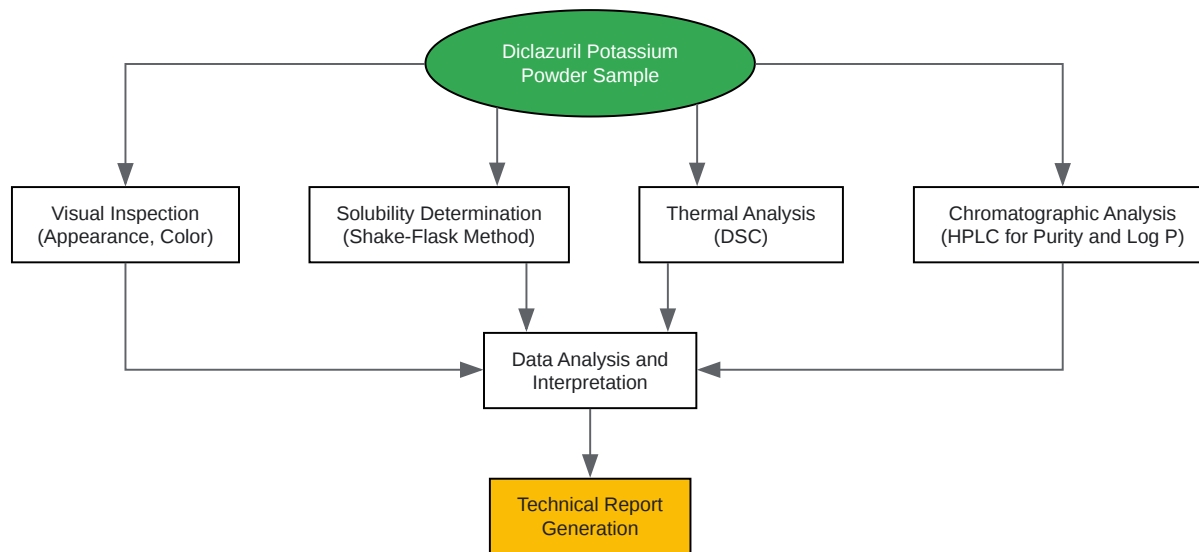 Diclazuril Potassium
Powder Sample
Visual Inspection
(Appearance, Color)
Solubility Determination
(Shake-Flask Method)
Thermal Analysis
(DSC)
Chromatographic Analysis
(HPLC for Purity and Log P)
Data Analysis and
Interpretation
Technical Report
Generation